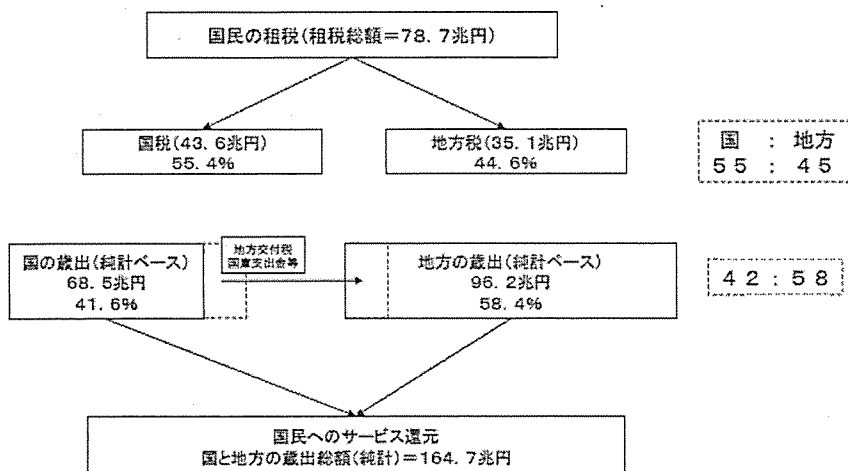 国民の租税(租税総額=78.7兆円)
国税(43.6兆円)
55.4%
地方税(35.1兆円)
44.6%
国 : 地方
55 : 45
国の歳出(純計ベース)
68.5兆円
41.6%
地方交付税
国庫支出金等
地方の歳出(純計ベース)
96.2兆円
58.4%
42:58
国民へのサービス還元
国と地方の歳出総額(純計)=164.7兆円